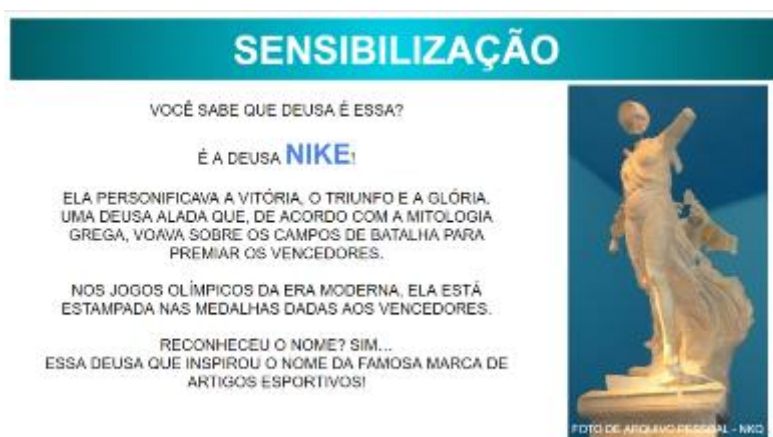 SENSIBILIZAÇÃO
VOCÊ SABE QUE DEUSA É ESSA?
É A DEUSA NIKE!
ELA PERSONIFICAVA A VITÓRIA, O TRIUNFO E A GLÓRIA.
UMA DEUSA ALADA QUE, DE ACORDO COM A MITOLOGIA
GREGA, VOAVA SOBRE OS CAMPOS DE BATALHA PARA
PREMIAR OS VENCEDORES.
NOS JOGOS OLÍMPICOS DA ERA MODERNA, ELA ESTÁ
ESTAMPADA NAS MEDALHAS DADAS AOS VENCEDORES.
RECONHECEU O NOME? SIM...
ESSA DEUSA QUE INSPIROU O NOME DA FAMOSA MARCA DE
ARTIGOS ESPORTIVOS!
FOTO DE ARQUIVO PESSOAL - NKO